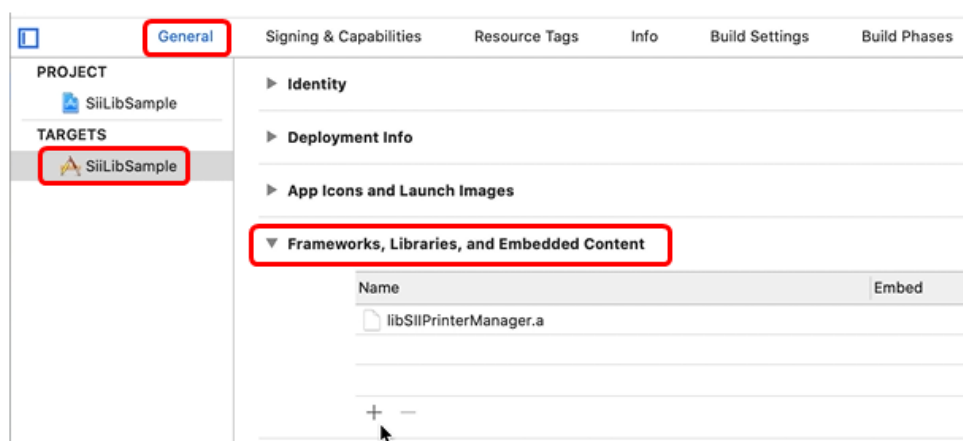 General Signing & Capabilities Resource Tags Info Build Settings Build Phases
PROJECT
SiiLibSample
TARGETS
SiiLibSample
Identity
Deployment Info
App Icons and Launch Images
Frameworks, Libraries, and Embedded Content
Name Embed
libSIIPrinterManager.a